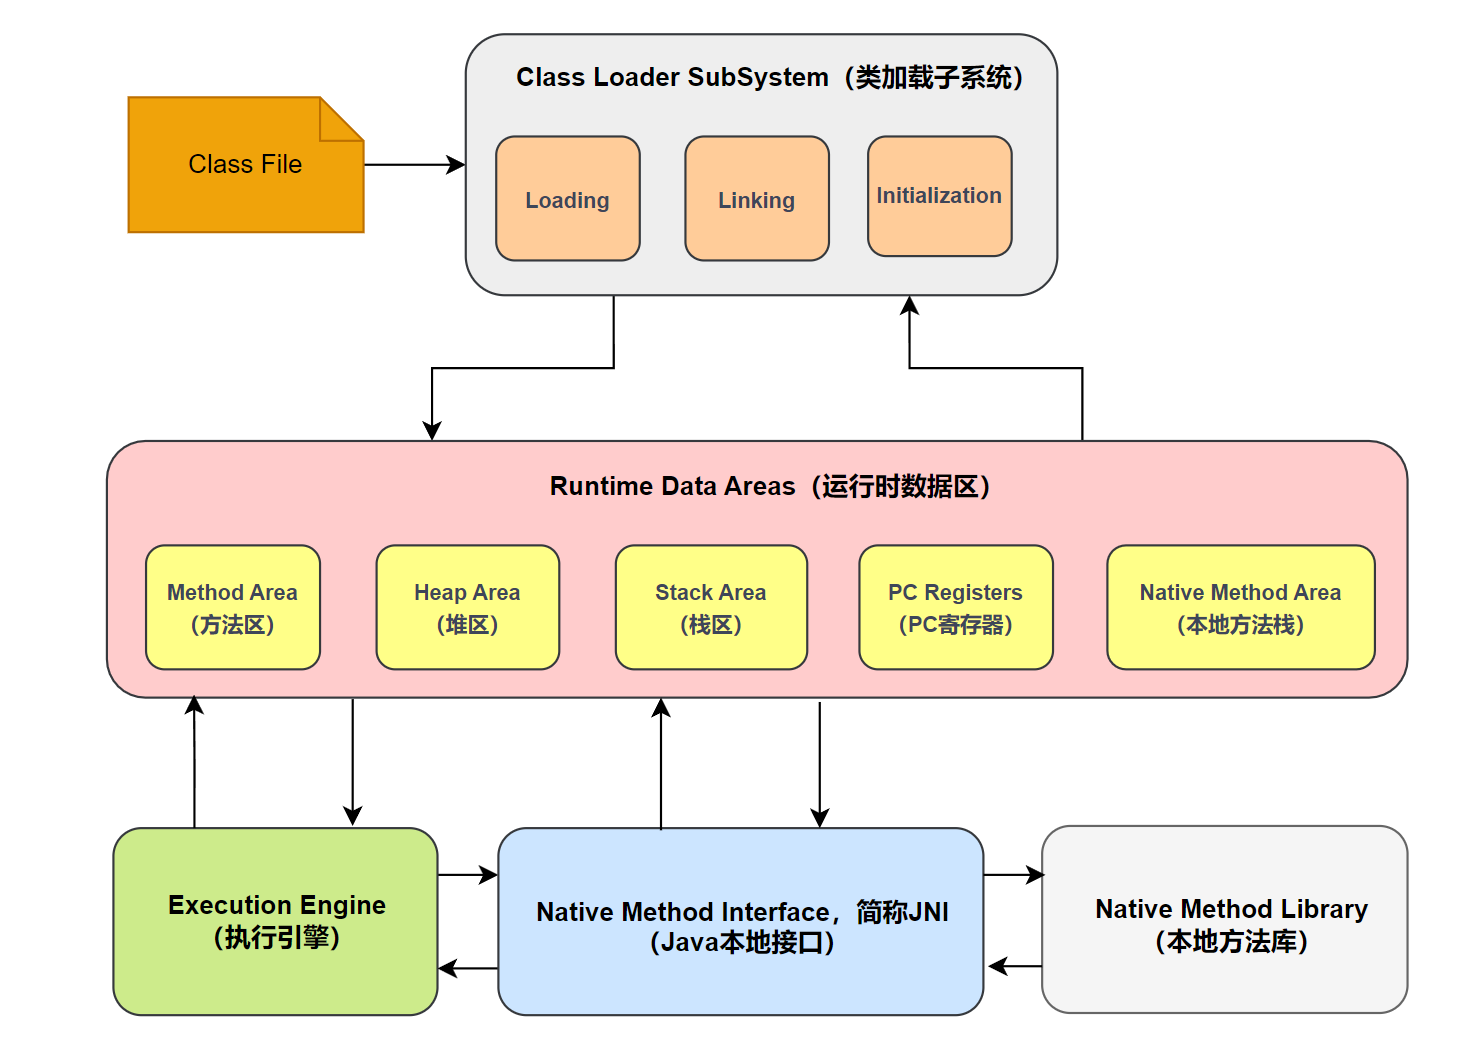 Class Loader SubSystem（类加载子系统）
Class File
Loading
Linking
Initialization
Runtime Data Areas（运行时数据区）
Method Area
（方法区）
Heap Area
（堆区）
Stack Area
（栈区）
PC Registers
（PC寄存器）
Native Method Area
（本地方法栈）
Execution Engine
（执行引擎）
Native Method Interface，简称JNI
（Java本地接口）
Native Method Library
（本地方法库）